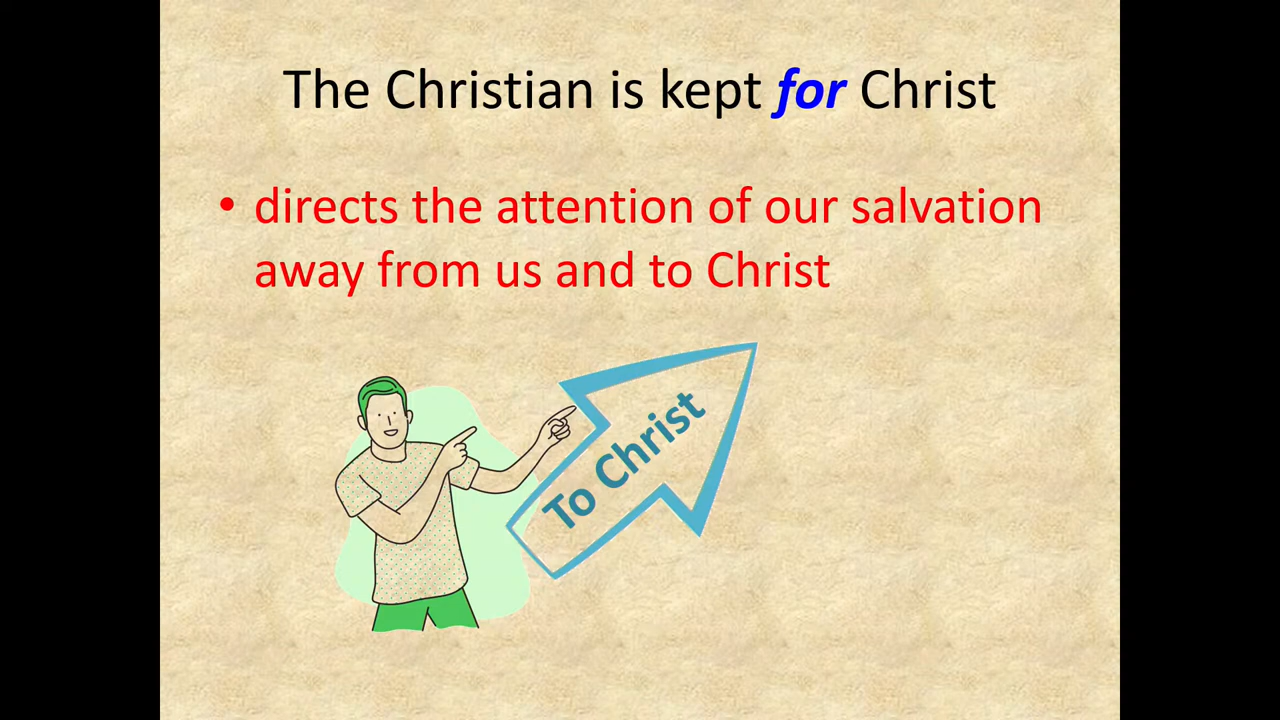 The Christian is kept for Christ
• directs the attention of our salvation
away from us and to Christ
To Christ